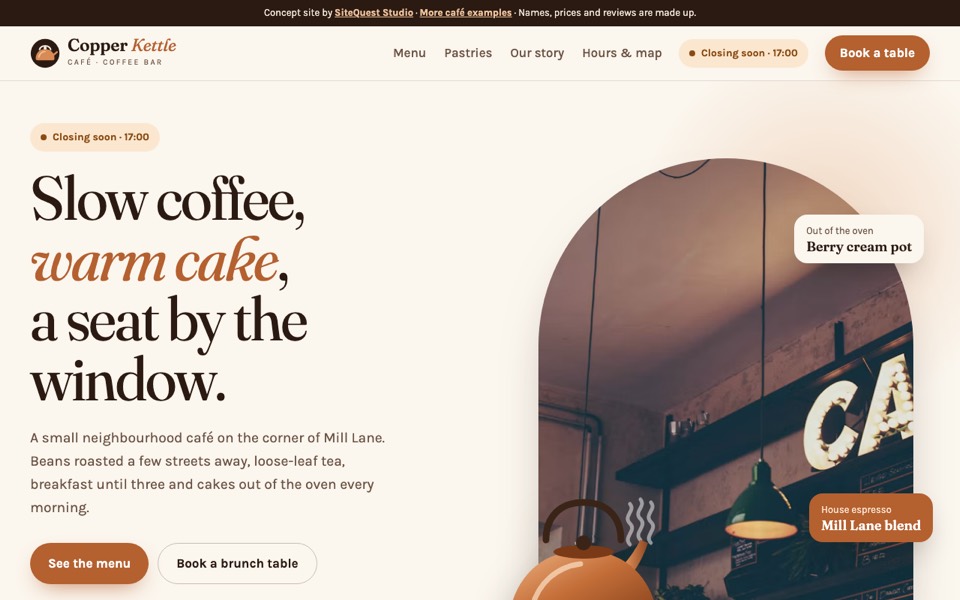 Concept site by SiteQuest Studio · More café examples · Names, prices and reviews are made up.
Copper Kettle
CAFÉ · COFFEE BAR
Menu
Pastries
Our story
Hours & map
Closing soon · 17:00
Book a table
Closing soon · 17:00
Slow coffee,
warm cake,
a seat by the
window.
A small neighbourhood café on the corner of Mill Lane.
Beans roasted a few streets away, loose-leaf tea,
breakfast until three and cakes out of the oven every
morning.
See the menu
Book a brunch table
Out of the oven
Berry cream pot
CA
House espresso
Mill Lane blend